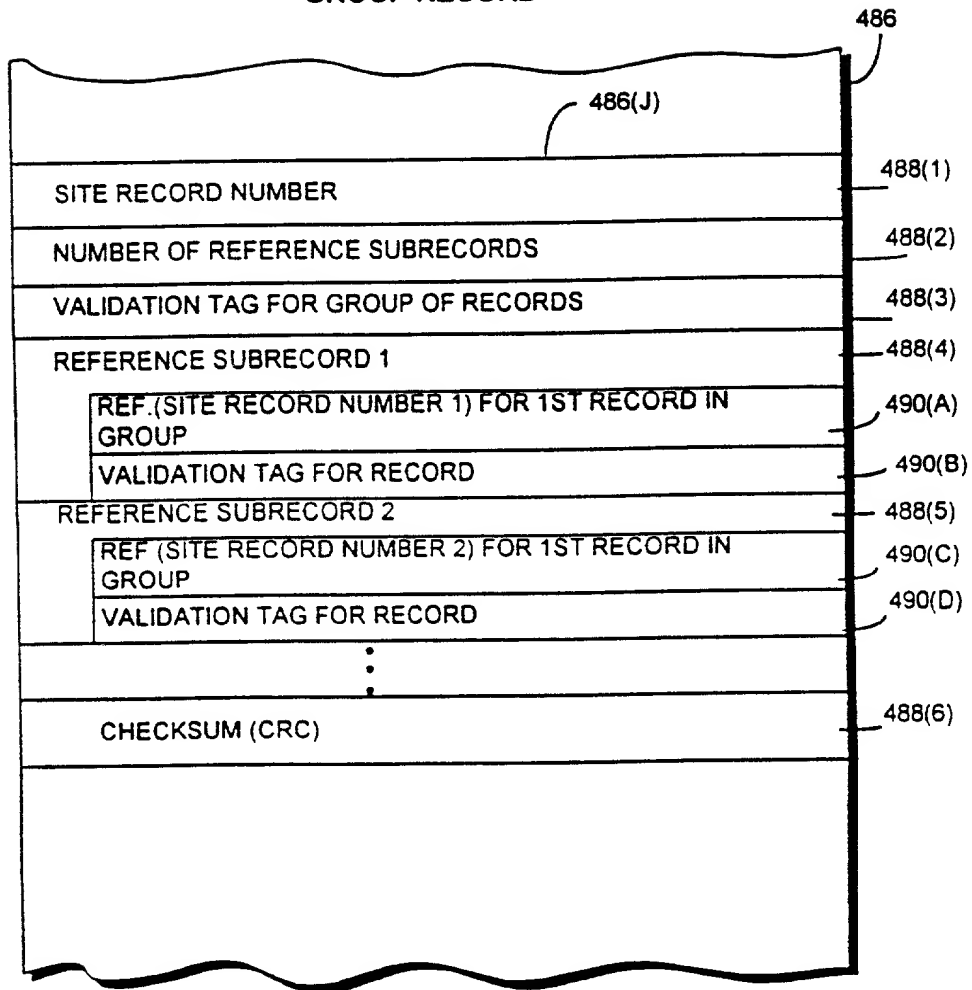 GROUP RECORD
486
486(J)
SITE RECORD NUMBER 488(1)
NUMBER OF REFERENCE SUBRECORDS 488(2)
VALIDATION TAG FOR GROUP OF RECORDS 488(3)
REFERENCE SUBRECORD 1 488(4)
REF.(SITE RECORD NUMBER 1) FOR 1ST RECORD IN 490(A)
GROUP
VALIDATION TAG FOR RECORD 490(B)
REFERENCE SUBRECORD 2 488(5)
REF (SITE RECORD NUMBER 2) FOR 1ST RECORD IN 490(C)
GROUP
VALIDATION TAG FOR RECORD 490(D)
CHECKSUM (CRC) 488(6)